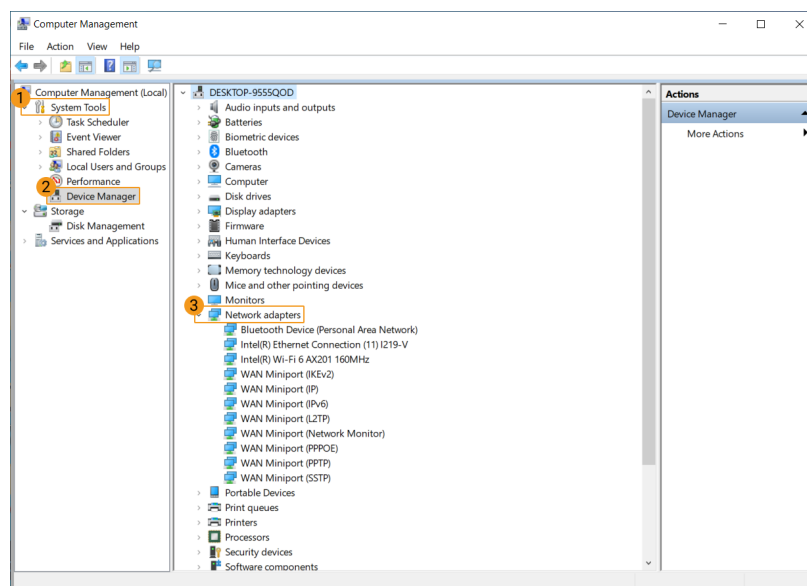 Computer Management
File Action View Help
Computer Management (Local)
1
System Tools
Task Scheduler
Event Viewer
Shared Folders
Local Users and Groups
Performance
2
Device Manager
Storage
Disk Management
Services and Applications
DESKTOP-9555QOD
Audio inputs and outputs
Batteries
Biometric devices
Bluetooth
Cameras
Computer
Disk drives
Display adapters
Firmware
Human Interface Devices
Keyboards
Memory technology devices
Mice and other pointing devices
Monitors
3
Network adapters
Bluetooth Device (Personal Area Network)
Intel(R) Ethernet Connection (11) I219-V
Intel(R) Wi-Fi 6 AX201 160MHz
WAN Miniport (IKEv2)
WAN Miniport (IP)
WAN Miniport (IPv6)
WAN Miniport (L2TP)
WAN Miniport (Network Monitor)
WAN Miniport (PPPOE)
WAN Miniport (PPTP)
WAN Miniport (SSTP)
Portable Devices
Print queues
Printers
Processors
Security devices
Software components
Actions
Device Manager
More Actions